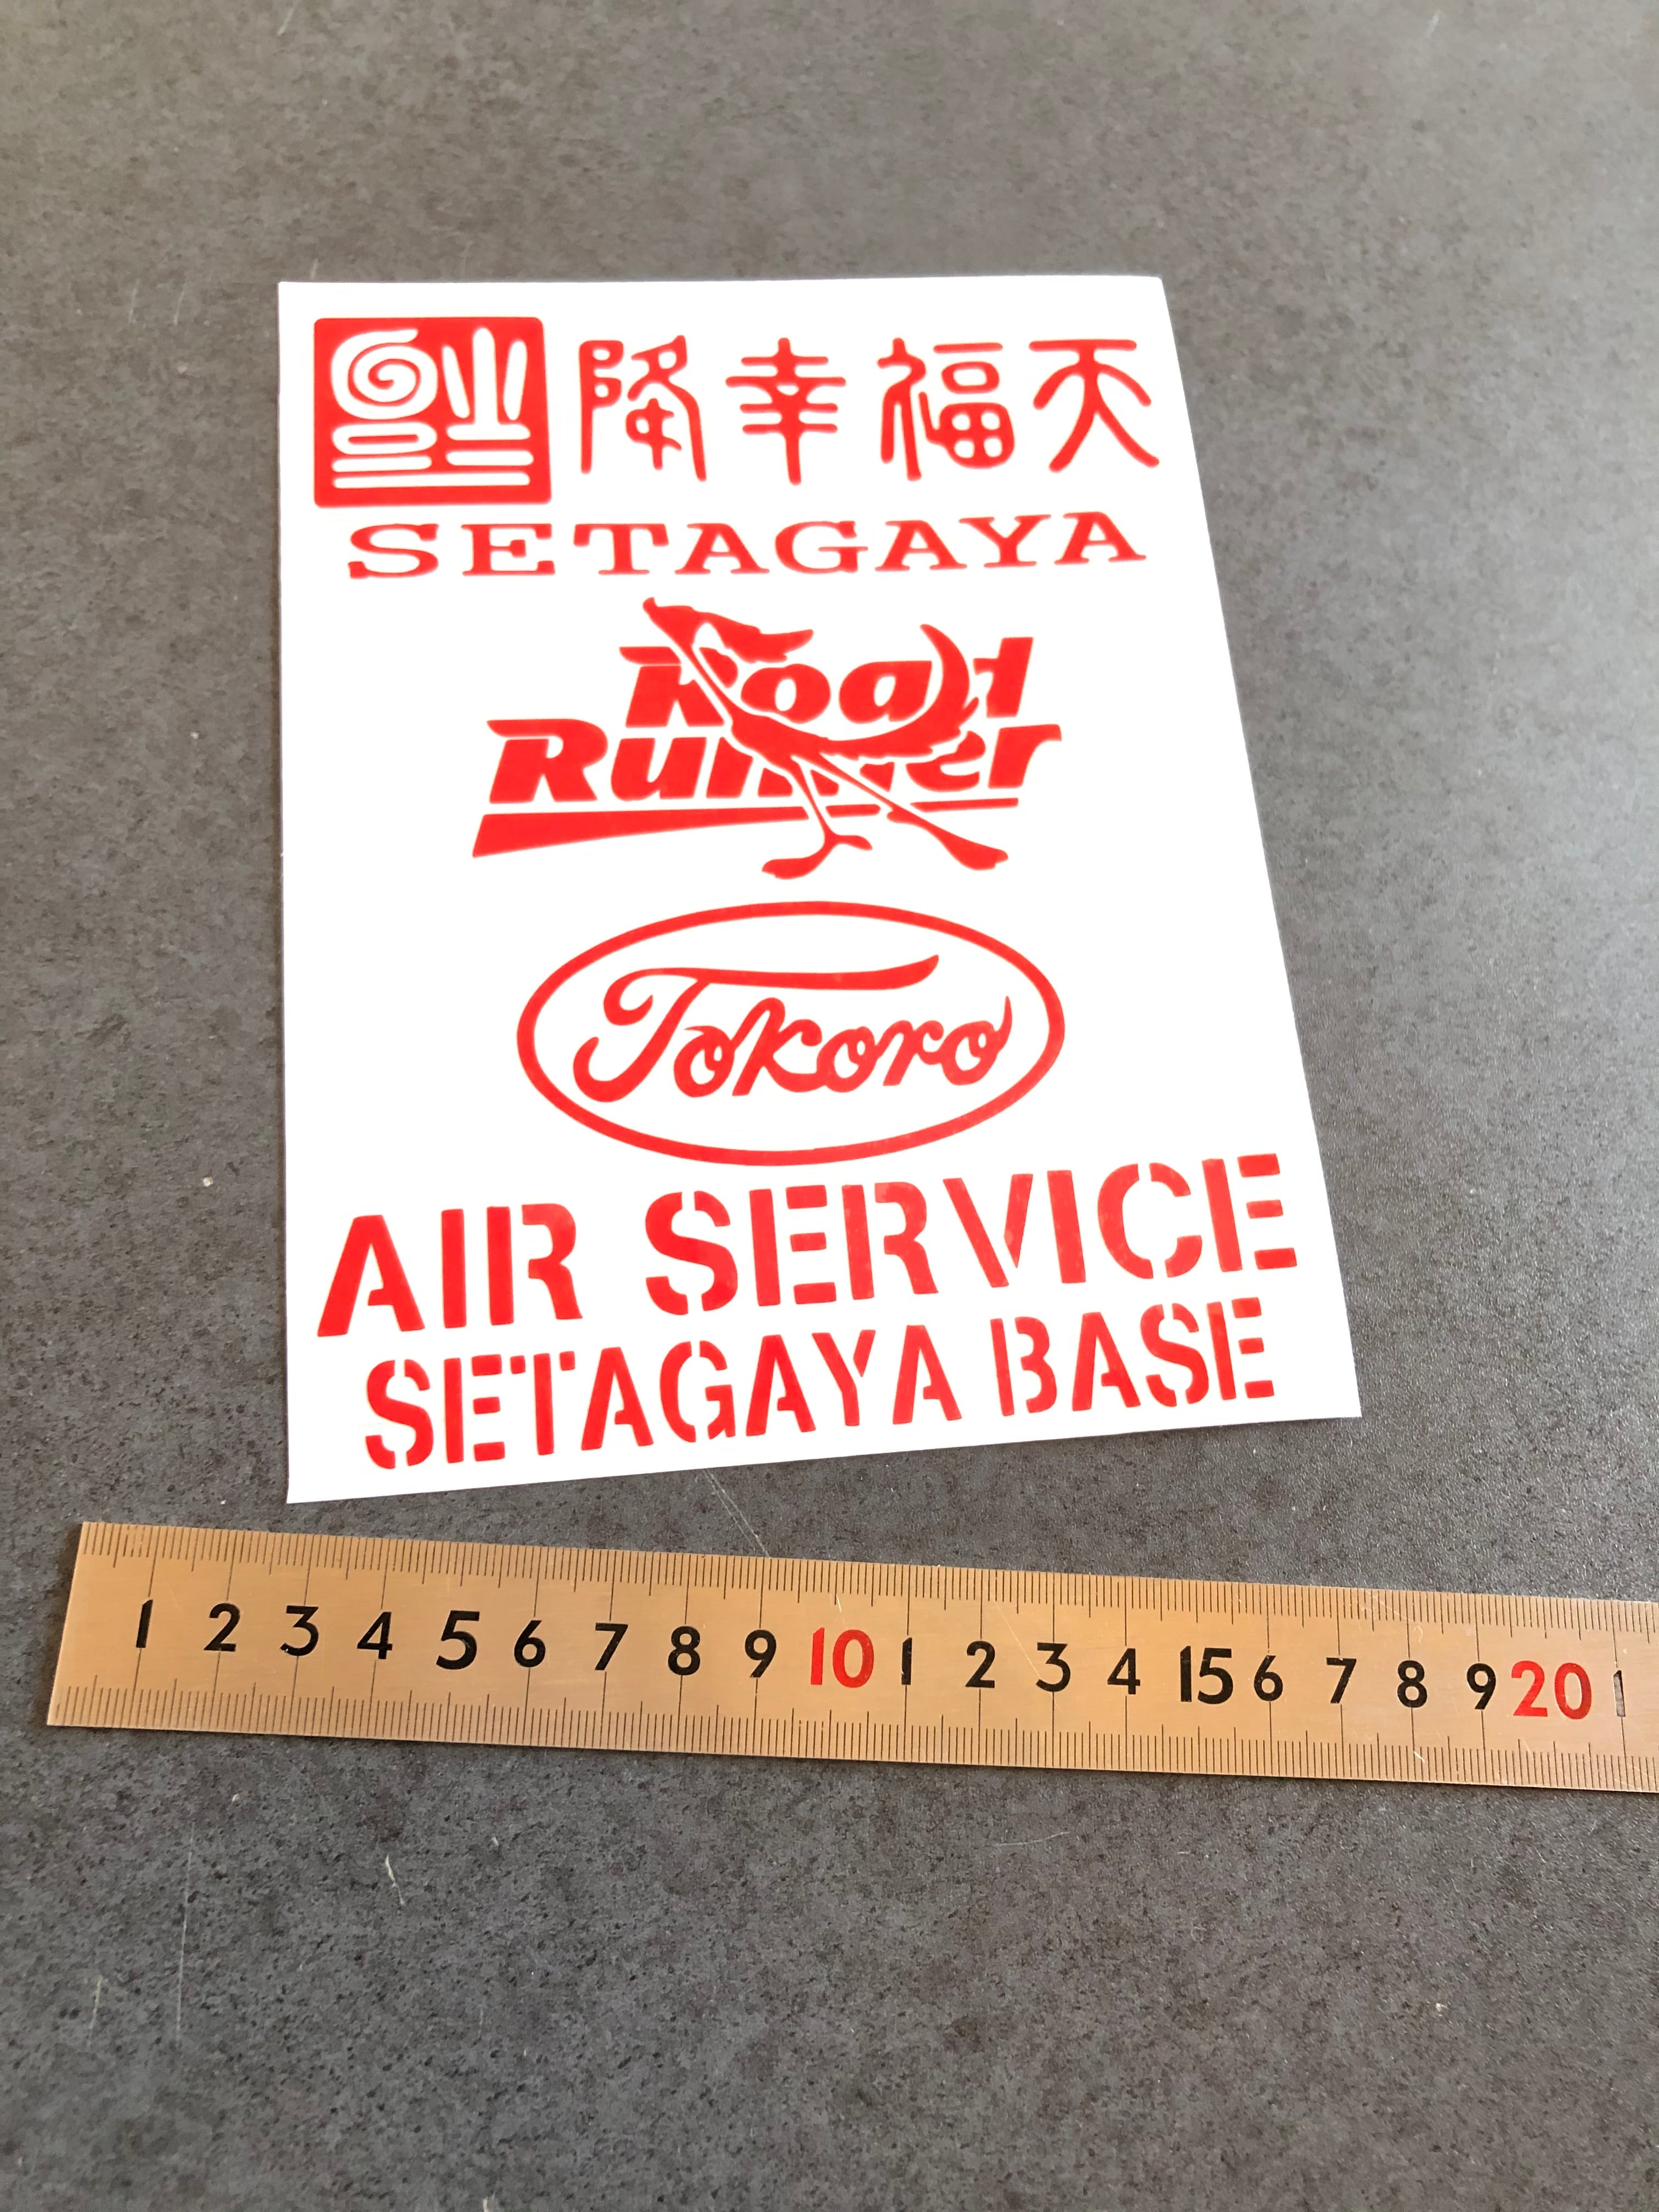 福 降幸福天
SETAGAYA
Road
Runner
Tokoro
AIR SERVICE
SETAGAYA BASE
1 2 3 4 5 6 7 8 9 10 1 2 3 4 15 6 7 8 9 20 1